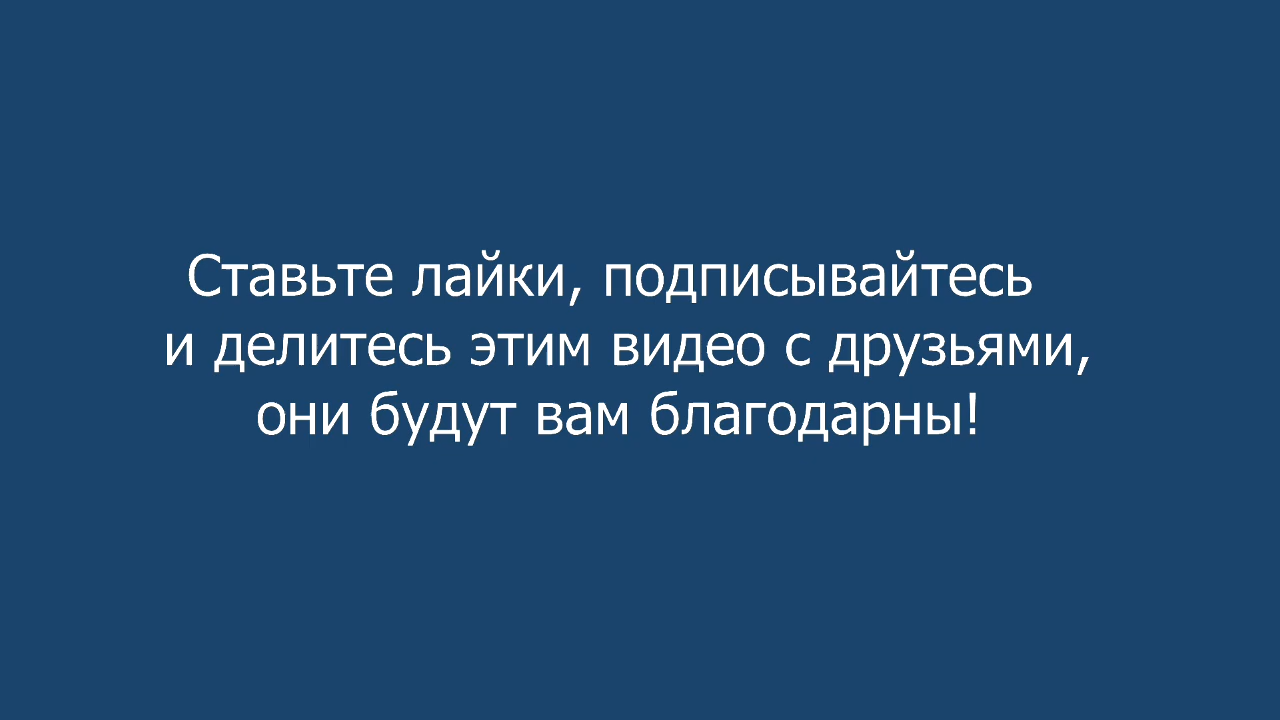 Ставьте лайки, подписывайтесь
и делитесь этим видео с друзьями,
они будут вам благодарны!